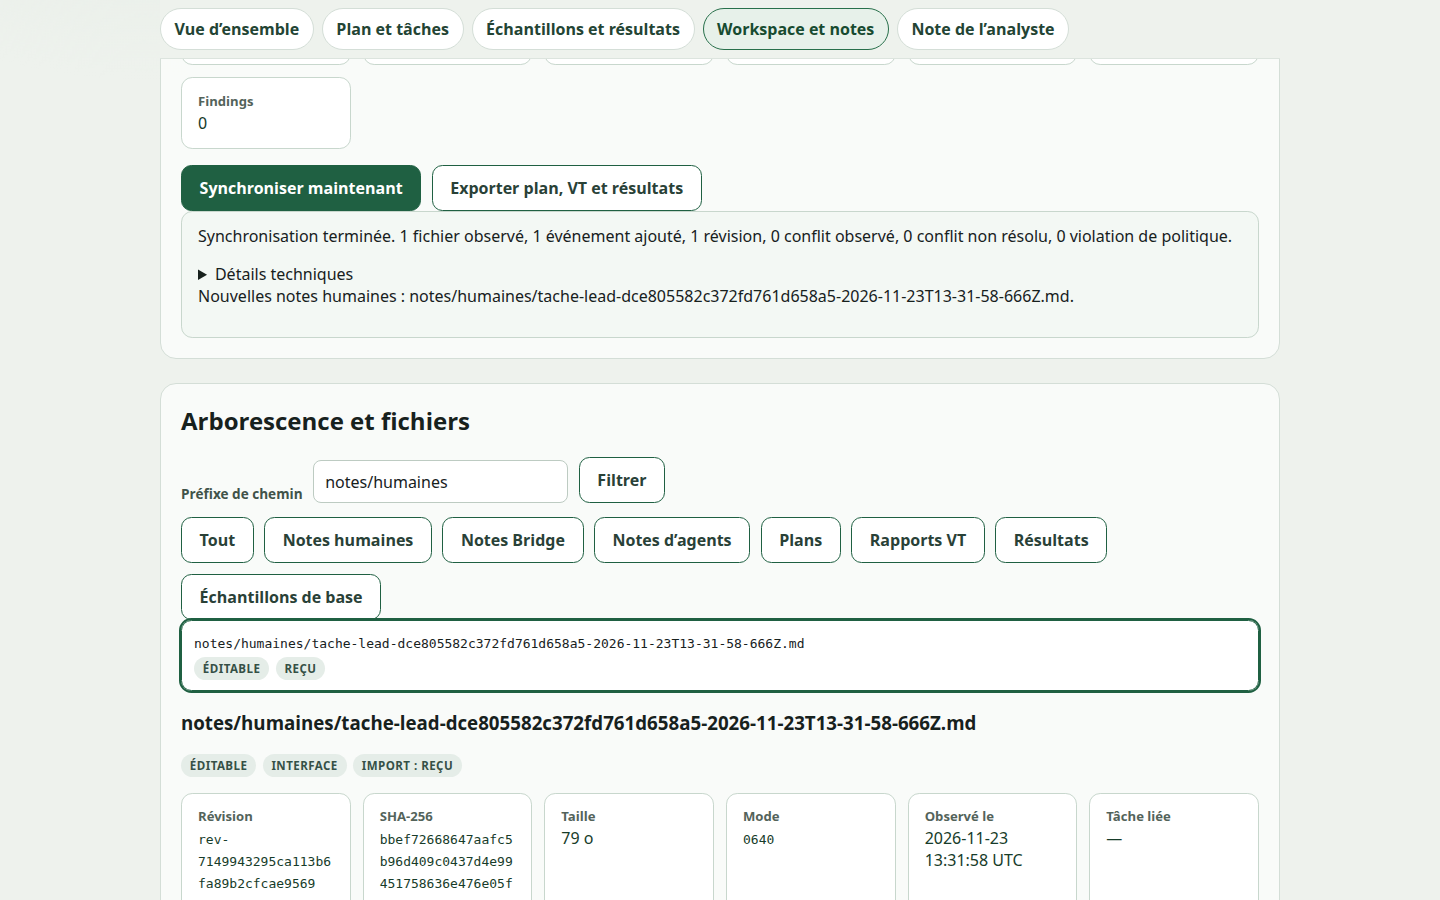 Vue d’ensemble
Plan et tâches
Échantillons et résultats
Workspace et notes
Note de l’analyste
Findings
0
Synchroniser maintenant
Exporter plan, VT et résultats
Synchronisation terminée. 1 fichier observé, 1 événement ajouté, 1 révision, 0 conflit observé, 0 conflit non résolu, 0 violation de politique.
Détails techniques
Nouvelles notes humaines : notes/humaines/tache-lead-dce805582c372fd761d658a5-2026-11-23T13-31-58-666Z.md.
Arborescence et fichiers
Préfixe de chemin
notes/humaines
Filtrer
Tout
Notes humaines
Notes Bridge
Notes d’agents
Plans
Rapports VT
Résultats
Échantillons de base
notes/humaines/tache-lead-dce805582c372fd761d658a5-2026-11-23T13-31-58-666Z.md
ÉDITABLE
REÇU
notes/humaines/tache-lead-dce805582c372fd761d658a5-2026-11-23T13-31-58-666Z.md
ÉDITABLE
INTERFACE
IMPORT : REÇU
Révision
rev-
7149943295ca113b6
fa89b2cfcae9569
SHA-256
bbef72668647aafc5
b96d409c0437d4e99
451758636e476e05f
Taille
79 o
Mode
0640
Observé le
2026-11-23
13:31:58 UTC
Tâche liée
—